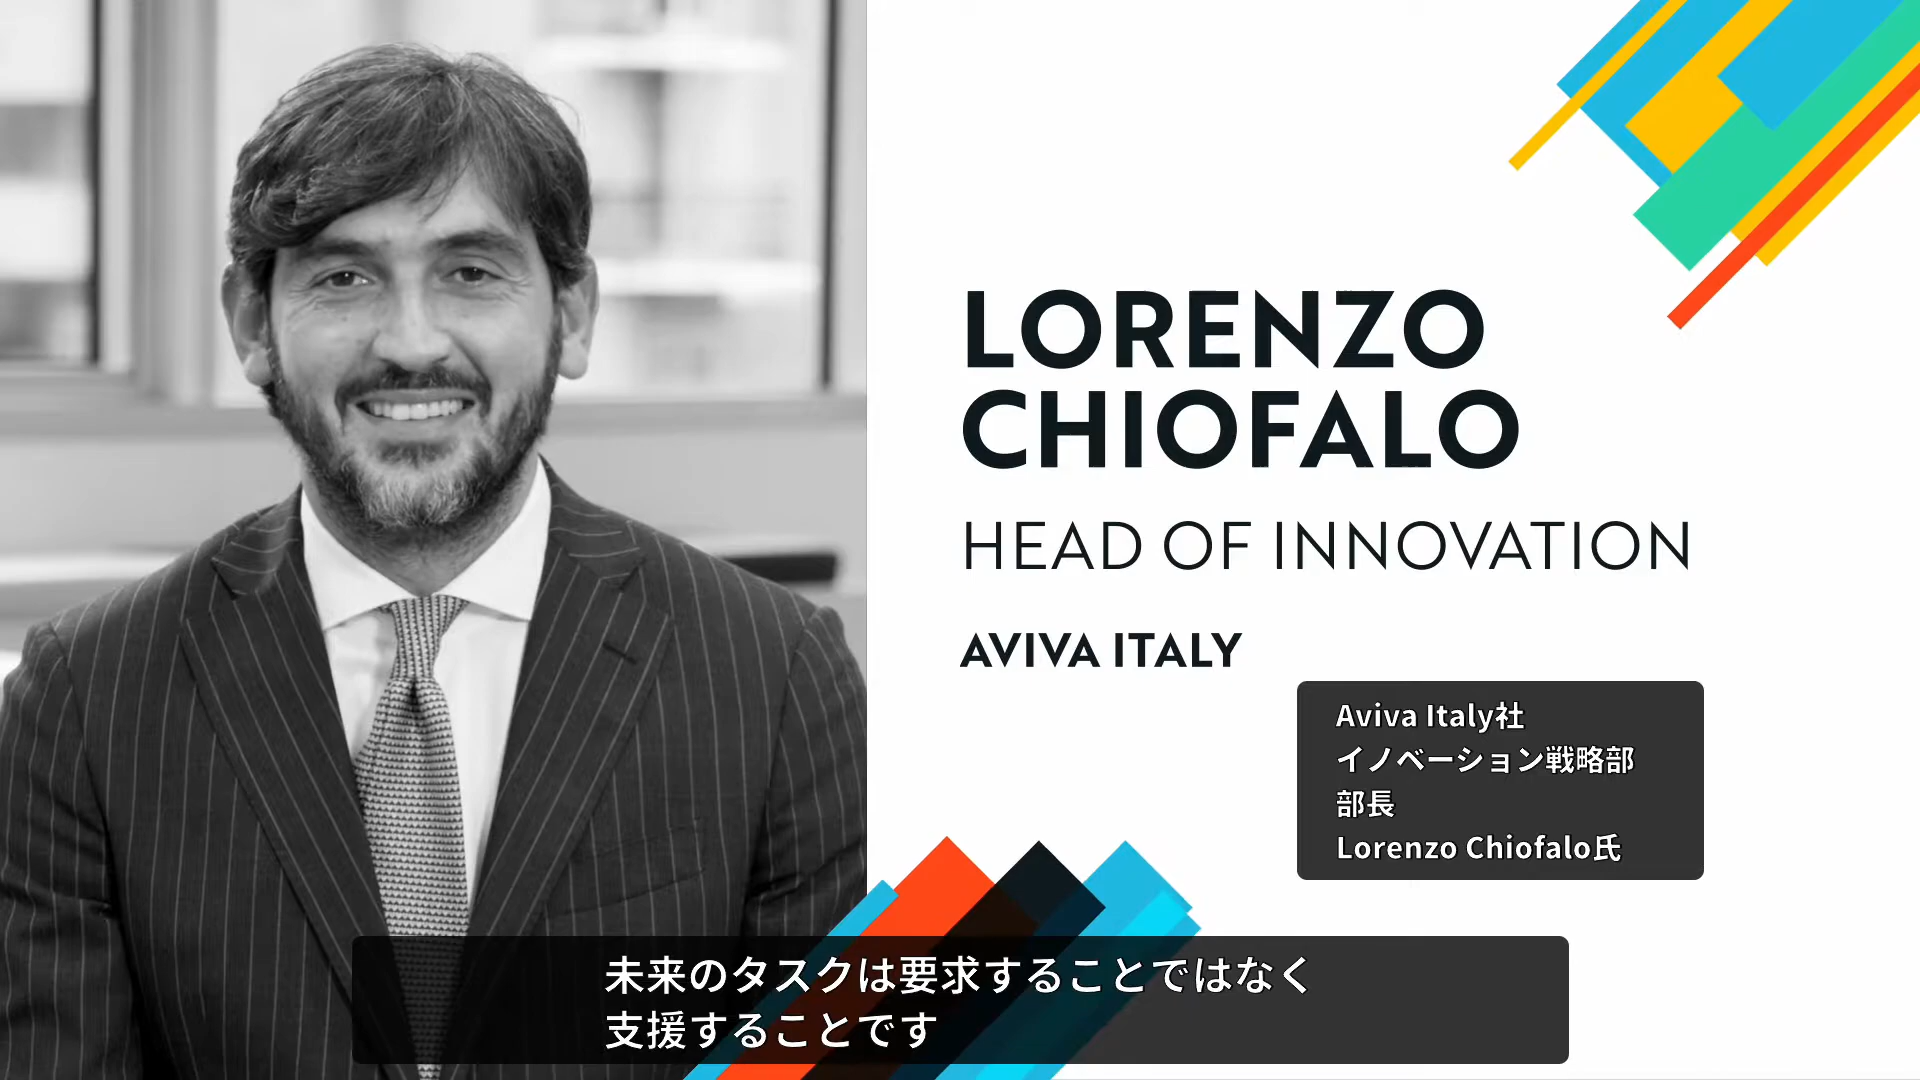 LORENZO
CHIOFALO
HEAD OF INNOVATION
AVIVA ITALY
Aviva Italy社
イノベーション戦略部
部長
Lorenzo Chiofalo氏
未来のタスクは要求することではなく
支援することです